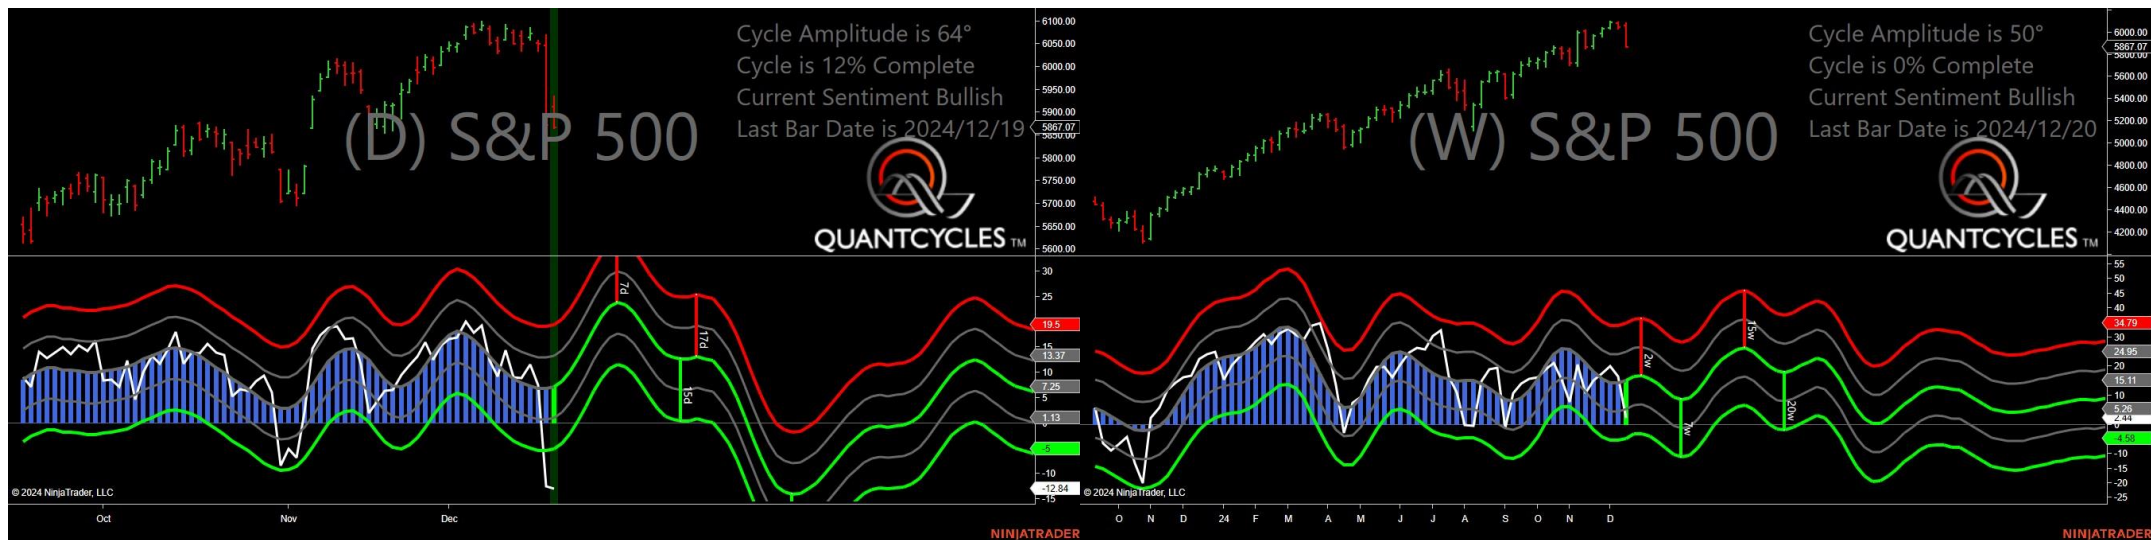 (D) S&P 500
Cycle Amplitude is 64°
Cycle is 12% Complete
Current Sentiment Bullish
Last Bar Date is 2024/12/19
QUANTCYCLES TM
6100.00
6050.00
6000.00
5950.00
5900.00
5867.07
5850.00
5800.00
5750.00
5700.00
5650.00
5600.00
7d
17d
15d
30
25
19.5
15
13.37
10
7.25
5
1.13
0
-5
-10
-12.84
-15
© 2024 NinjaTrader, LLC
Oct Nov Dec
NINJATRADER
(W) S&P 500
Cycle Amplitude is 50°
Cycle is 0% Complete
Current Sentiment Bullish
Last Bar Date is 2024/12/20
QUANTCYCLES TM
6000.00
5867.07
5800.00
5600.00
5400.00
5200.00
5000.00
4800.00
4600.00
4400.00
4200.00
2w
7w
15w
20w
55
50
45
40
34.79
30
24.95
20
15.11
10
5.26
2.44
0
-4.58
-10
-15
-20
-25
© 2024 NinjaTrader, LLC
O N D 24 F M A M J J A S O N D
NINJATRADER